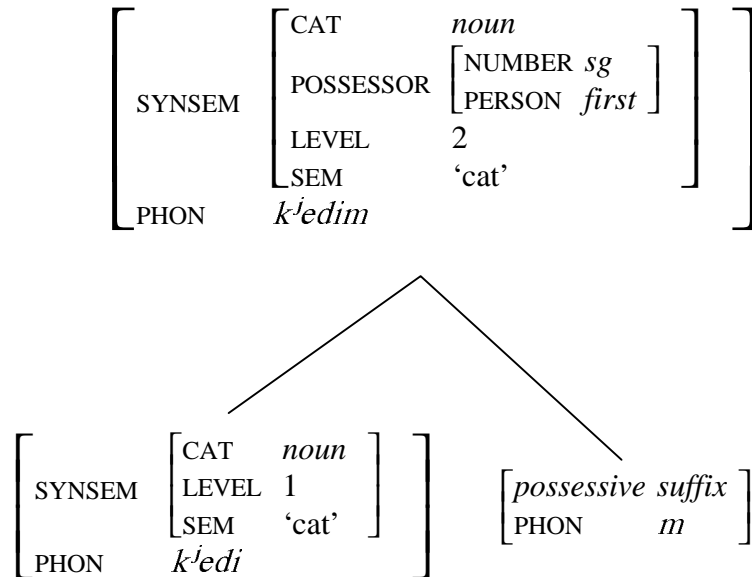 CAT noun
POSSESSOR NUMBER sg
PERSON first
SYNSEM
LEVEL 2
SEM ‘cat’
PHON kʲedim
CAT noun
SYNSEM LEVEL 1
SEM ‘cat’
PHON kʲedi
possessive suffix
PHON m